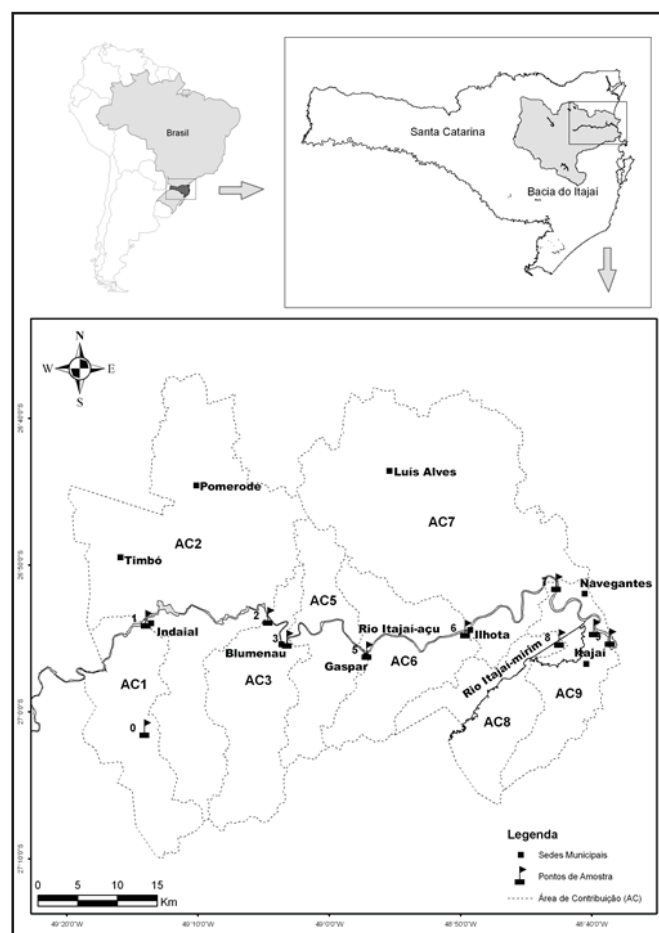 Brasil
Santa Catarina
Bacia do Itajaí
N
W E
S
26°40'0"S
Luís Alves
Pomerode
AC7
AC2
26°50'0"S
Timbó
Navegantes
7
AC5
1
2
Indaial
Rio Itajaí-açu
6
Ilhota
3
Blumenau
5
Gaspar
AC6
Rio Itajaí-mirim
8
9
Itajaí
AC1
AC3
AC9
AC8
27°0'0"S
0
27°10'0"S
Legenda
Sedes Municipais
Pontos de Amostra
Área de Contribuição (AC)
0 5 10 15
Km
49°20'0"W 49°10'0"W 49°0'0"W 48°50'0"W 48°40'0"W